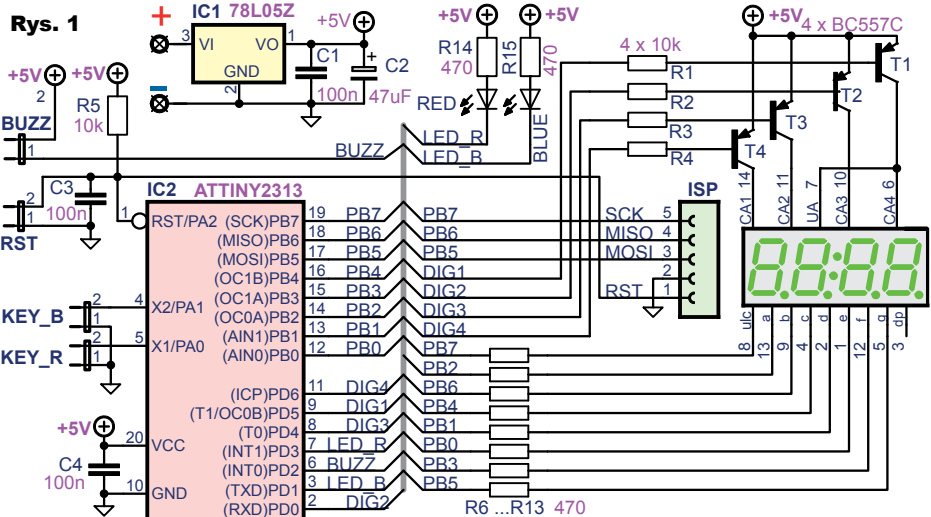 Rys. 1
IC1 78L05Z
+5V
+5V
+5V
+5V
4 x BC557C
3 VI VO 1
GND
2
C1
100n
C2
47uF
+
R14
470
R15
470
RED
BLUE
4 x 10k
R1
R2
R3
R4
T1
T2
T3
T4
+5V
+5V
2
R5
10k
BUZZ
1
BUZZ
LED_R
LED_B
2
C3
100n
1
RST
IC2 ATTINY2313
1
RST/PA2 (SCK)PB7 19 PB7 PB7
(MISO)PB6 18 PB6 PB6
(MOSI)PB5 17 PB5 PB5
(OC1B)PB4 16 PB4 DIG1
(OC1A)PB3 15 PB3 DIG2
(OC0A)PB2 14 PB2 DIG3
(AIN1)PB1 13 PB1 DIG4
(AIN0)PB0 12 PB0 PB7
PB2
(ICP)PD6 11 DIG4 PB6
(T1/OC0B)PD5 9 DIG1 PB4
(T0)PD4 8 DIG3 PB1
(INT1)PD3 7 LED_R PB0
(INT0)PD2 6 BUZZ PB3
(TXD)PD1 3 LED_B PB5
(RXD)PD0 2 DIG2
R6 ...R13 470
KEY_B
2
1
4 X2/PA1
KEY_R
2
1
5 X1/PA0
+5V
20 VCC
C4
100n
10 GND
ISP
SCK 5
MISO 4
MOSI 3
2
RST 1
CA1 14
CA2 11
UA 7
CA3 10
CA4 6
88:88
8 ulc
13 a
9 b
4 c
2 d
1 e
12 f
5 g
3 dp